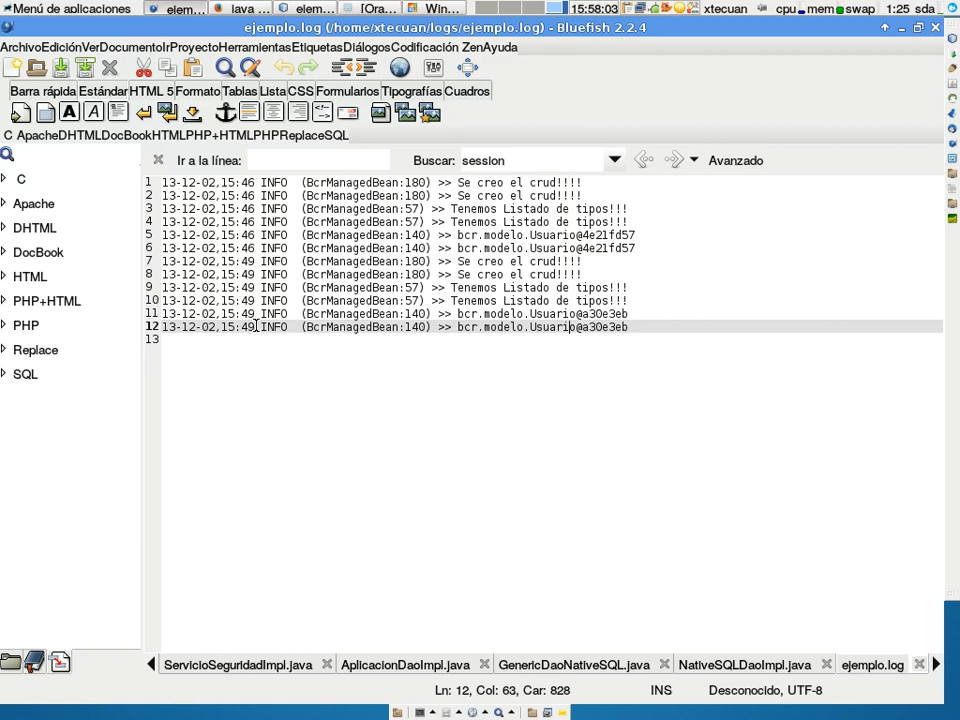 Menú de aplicaciones elem... java ... elem... [Ora... Win... 15:58:03 xtecuan cpu mem swap 1:25 sda
ejemplo.log (/home/xtecuan/logs/ejemplo.log) - Bluefish 2.2.4
ArchivoEdiciónVerDocumentoIrProyectoHerramientasEtiquetasDiálogosCodificación ZenAyuda
Barra rápida Estándar HTML 5 Formato Tablas Lista CSS Formularios Tipografías Cuadros
C ApacheDHTMLDocBookHTMLPHP+HTMLPHPReplaceSQL
Ir a la línea: Buscar: session Avanzado
C
Apache
DHTML
DocBook
HTML
PHP+HTML
PHP
Replace
SQL
1 13-12-02,15:46 INFO (BcrManagedBean:180) >> Se creo el crud!!!!
2 13-12-02,15:46 INFO (BcrManagedBean:180) >> Se creo el crud!!!!
3 13-12-02,15:46 INFO (BcrManagedBean:57) >> Tenemos Listado de tipos!!!
4 13-12-02,15:46 INFO (BcrManagedBean:57) >> Tenemos Listado de tipos!!!
5 13-12-02,15:46 INFO (BcrManagedBean:140) >> bcr.modelo.Usuario@4e21fd57
6 13-12-02,15:46 INFO (BcrManagedBean:140) >> bcr.modelo.Usuario@4e21fd57
7 13-12-02,15:49 INFO (BcrManagedBean:180) >> Se creo el crud!!!!
8 13-12-02,15:49 INFO (BcrManagedBean:180) >> Se creo el crud!!!!
9 13-12-02,15:49 INFO (BcrManagedBean:57) >> Tenemos Listado de tipos!!!
10 13-12-02,15:49 INFO (BcrManagedBean:57) >> Tenemos Listado de tipos!!!
11 13-12-02,15:49 INFO (BcrManagedBean:140) >> bcr.modelo.Usuario@a30e3eb
12 13-12-02,15:49 INFO (BcrManagedBean:140) >> bcr.modelo.Usuario@a30e3eb
13
ServicioSeguridadImpl.java AplicacionDaoImpl.java GenericDaoNativeSQL.java NativeSQLDaoImpl.java ejemplo.log
Ln: 12, Col: 63, Car: 828 INS Desconocido, UTF-8